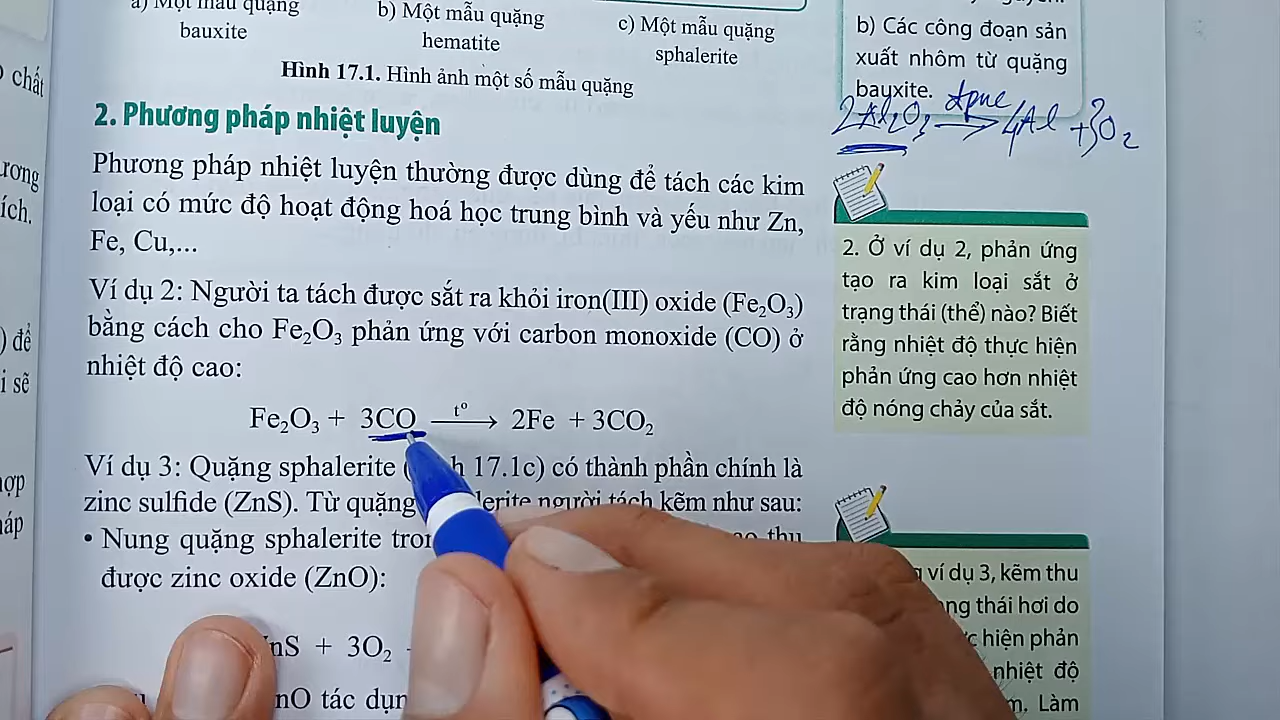 a) Một mẫu quặng
bauxite
b) Một mẫu quặng
hematite
c) Một mẫu quặng
sphalerite
Hình 17.1. Hình ảnh một số mẫu quặng
2. Phương pháp nhiệt luyện
Phương pháp nhiệt luyện thường được dùng để tách các kim
loại có mức độ hoạt động hoá học trung bình và yếu như Zn,
Fe, Cu,...
Ví dụ 2: Người ta tách được sắt ra khỏi iron(III) oxide (Fe₂O₃)
bằng cách cho Fe₂O₃ phản ứng với carbon monoxide (CO) ở
nhiệt độ cao:
Fe₂O₃ + 3CO t° ⟶ 2Fe + 3CO₂
Ví dụ 3: Quặng sphalerite 17.1c) có thành phần chính là
zinc sulfide (ZnS). Từ quặng người tách kẽm như sau:
• Nung quặng sphalerite thu
được zinc oxide (ZnO):
nS + 3O₂
nO tác dụn
b) Các công đoạn sản
xuất nhôm từ quặng
bauxite.
2Al₂O₃ đpnc ⟶ 4Al + 3O₂
2. Ở ví dụ 2, phản ứng
tạo ra kim loại sắt ở
trạng thái (thể) nào? Biết
rằng nhiệt độ thực hiện
phản ứng cao hơn nhiệt
độ nóng chảy của sắt.
ví dụ 3, kẽm thu
ng thái hơi do
hiện phản
nhiệt độ
Làm
chất
ương
ích.
) để
i sẽ
hợp
háp